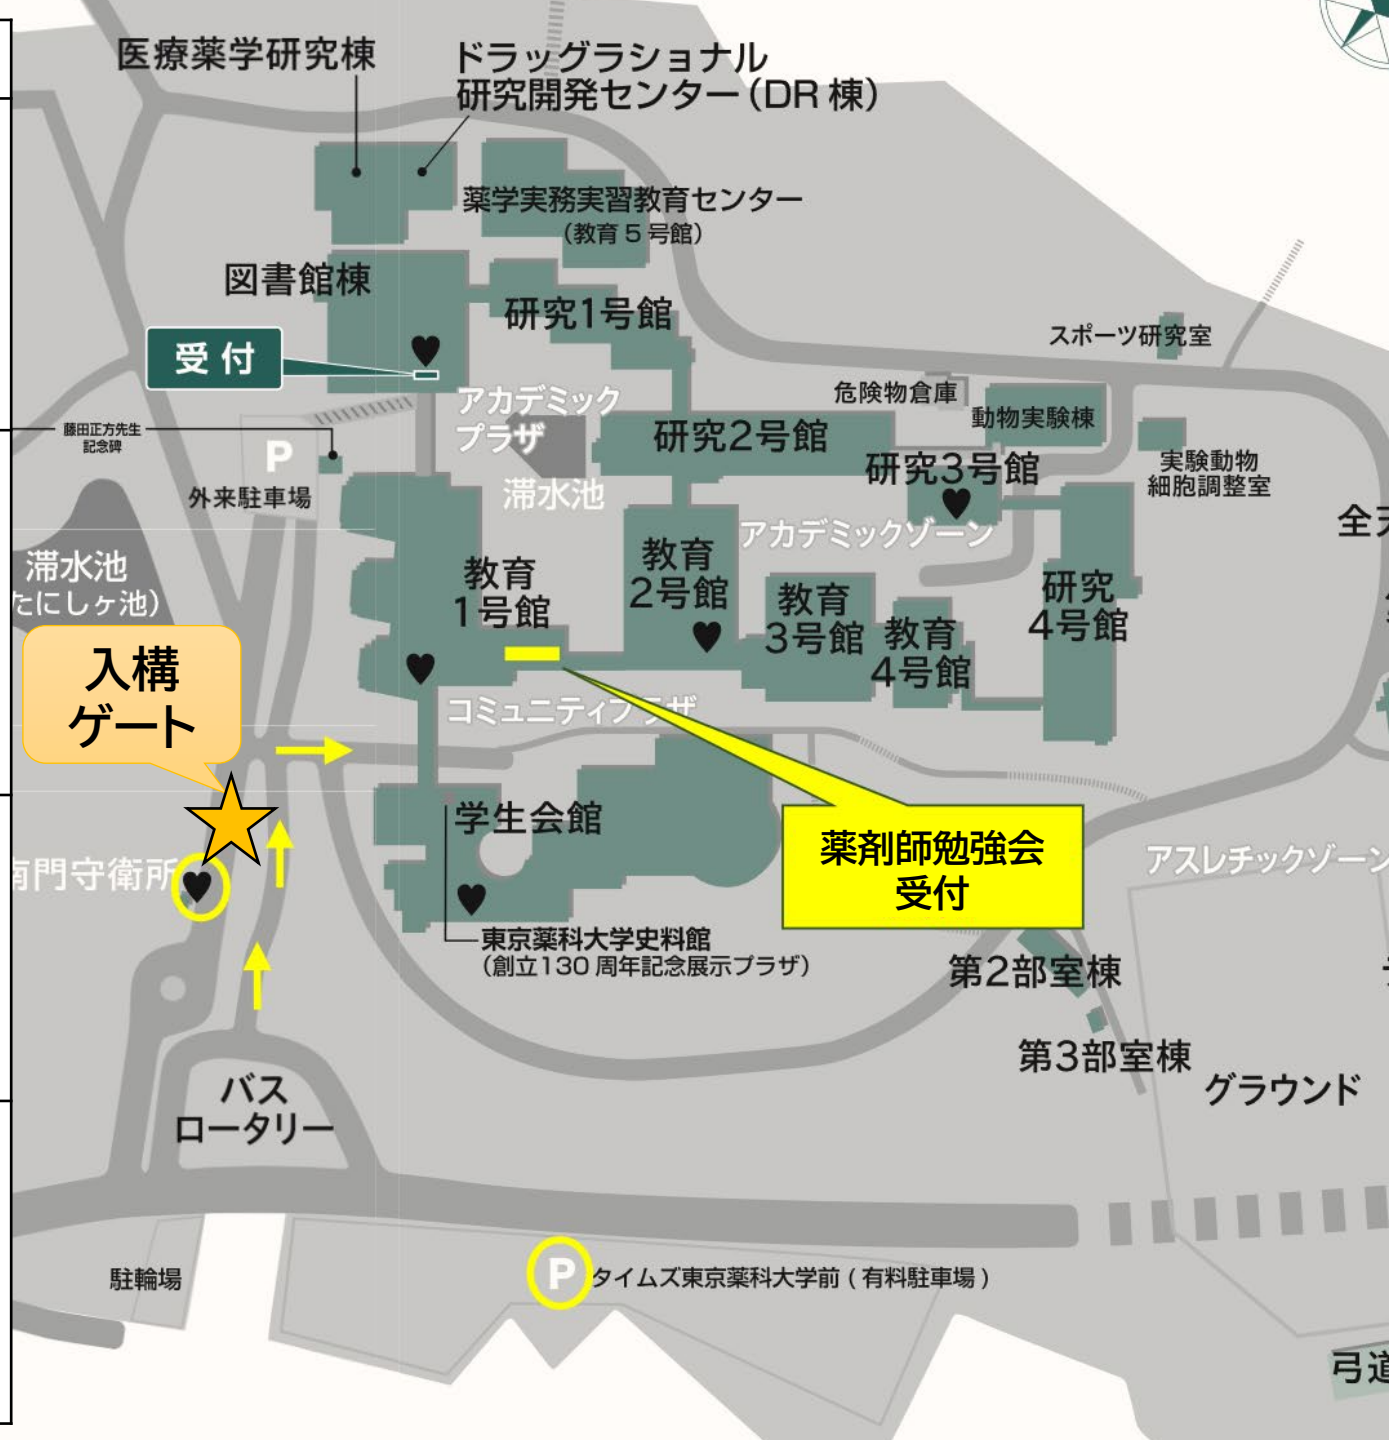 医療薬学研究棟
ドラッグラショナル
研究開発センター（DR 棟）
薬学実務実習教育センター
（教育 5 号館）
図書館棟
研究1号館
受 付
スポーツ研究室
アカデミック
プラザ
危険物倉庫
動物実験棟
藤田正方先生
記念碑
P
外来駐車場
研究2号館
研究3号館
実験動物
細胞調整室
滞水池
アカデミックゾーン
滞水池
たにしヶ池）
教育
1号館
教育
2号館
教育
3号館
教育
4号館
研究
4号館
入構
ゲート
コミュニティプラザ
学生会館
薬剤師勉強会
受付
アスレチックゾーン
南門守衛所
東京薬科大学史料館
（創立130 周年記念展示プラザ）
第2部室棟
第3部室棟
グラウンド
バス
ロータリー
駐輪場
P
タイムズ東京薬科大学前 ( 有料駐車場 )
弓道